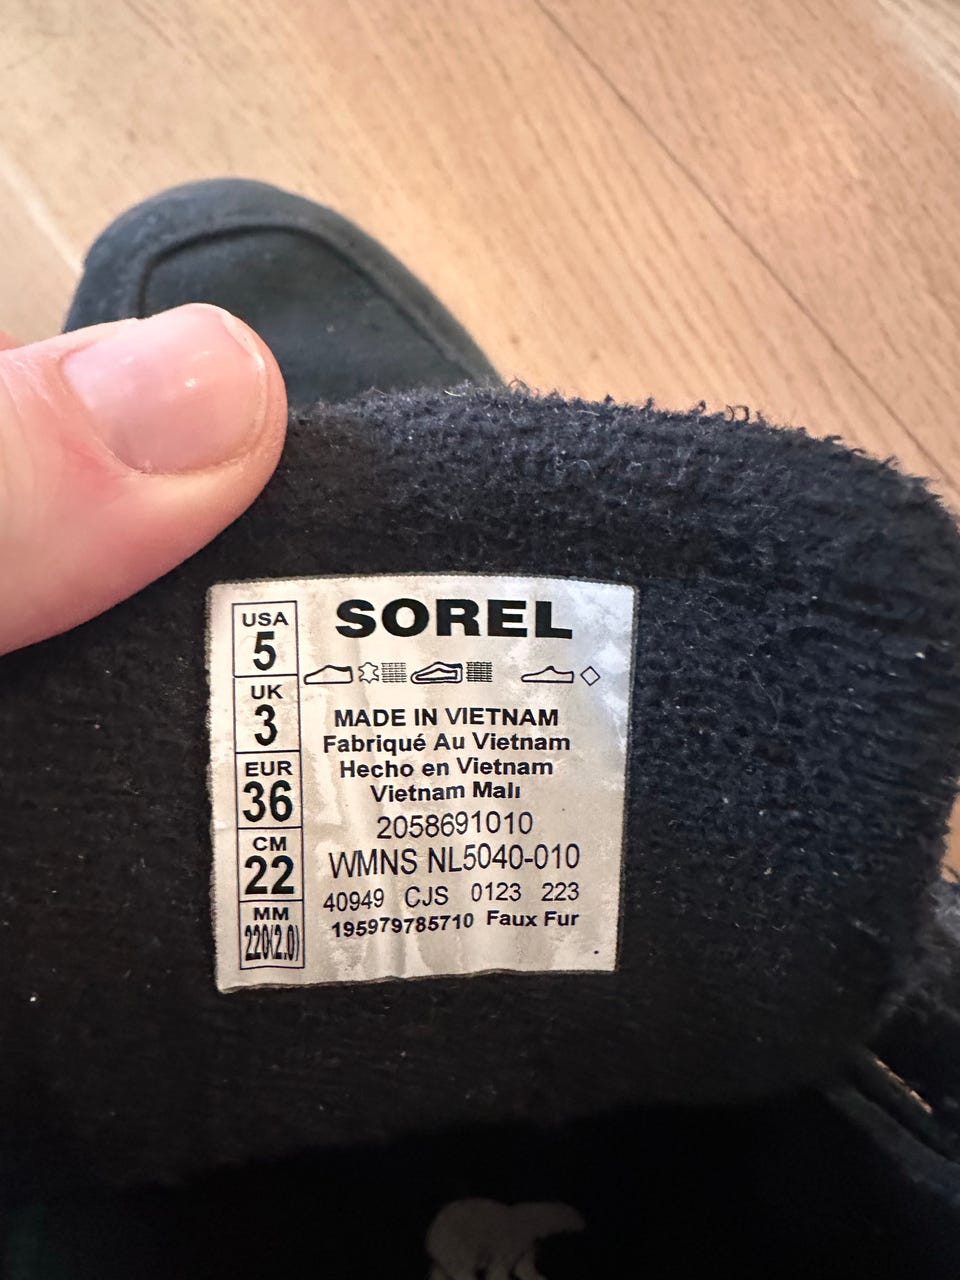 USA
5
UK
3
EUR
36
CM
22
MM
220(2.0)
SOREL
MADE IN VIETNAM
Fabriqué Au Vietnam
Hecho en Vietnam
Vietnam Malı
2058691010
WMNS NL5040-010
40949 CJS 0123 223
195979785710 Faux Fur